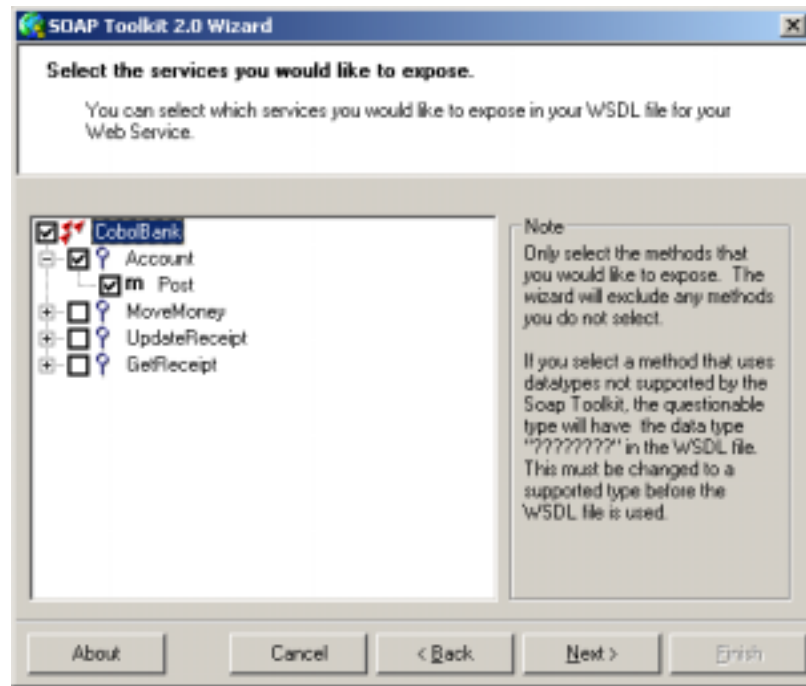 SOAP Toolkit 2.0 Wizard
Select the services you would like to expose.
You can select which services you would like to expose in your WSDL file for your
Web Service.
CobolBank
Account
m Post
MoveMoney
UpdateReceipt
GetReceipt
Note
Only select the methods that
you would like to expose. The
wizard will exclude any methods
you do not select.
If you select a method that uses
datatypes not supported by the
Soap Toolkit, the questionable
type will have the data type
"????????" in the WSDL file.
This must be changed to a
supported type before the
WSDL file is used.
About
Cancel
< Back
Next >
Finish